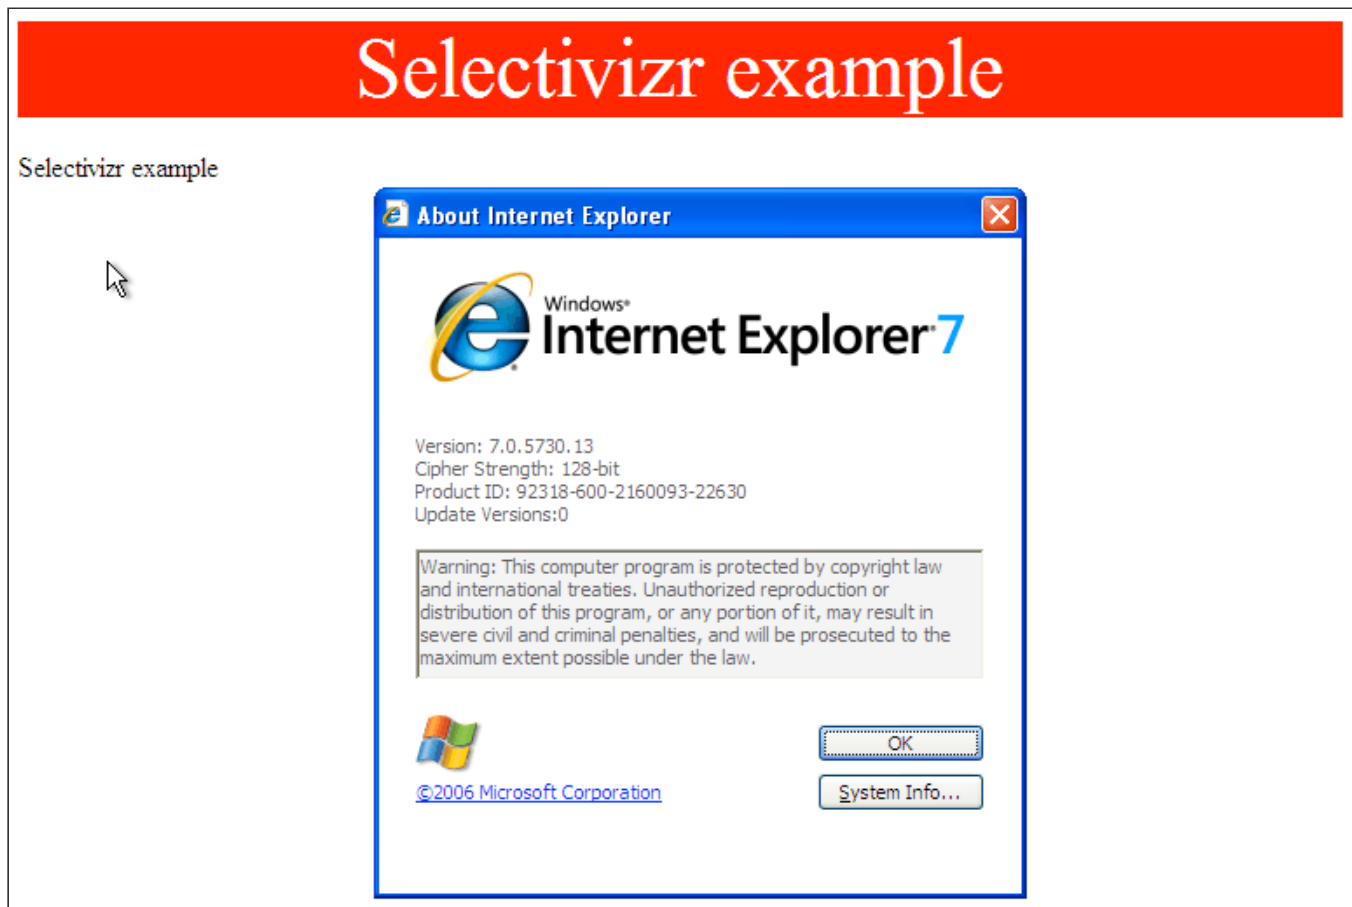 Selectivizr example
Selectivizr example
About Internet Explorer
Windows®
Internet Explorer 7
Version: 7.0.5730.13
Cipher Strength: 128-bit
Product ID: 92318-600-2160093-22630
Update Versions:0
Warning: This computer program is protected by copyright law
and international treaties. Unauthorized reproduction or
distribution of this program, or any portion of it, may result in
severe civil and criminal penalties, and will be prosecuted to the
maximum extent possible under the law.
OK
©2006 Microsoft Corporation
System Info...